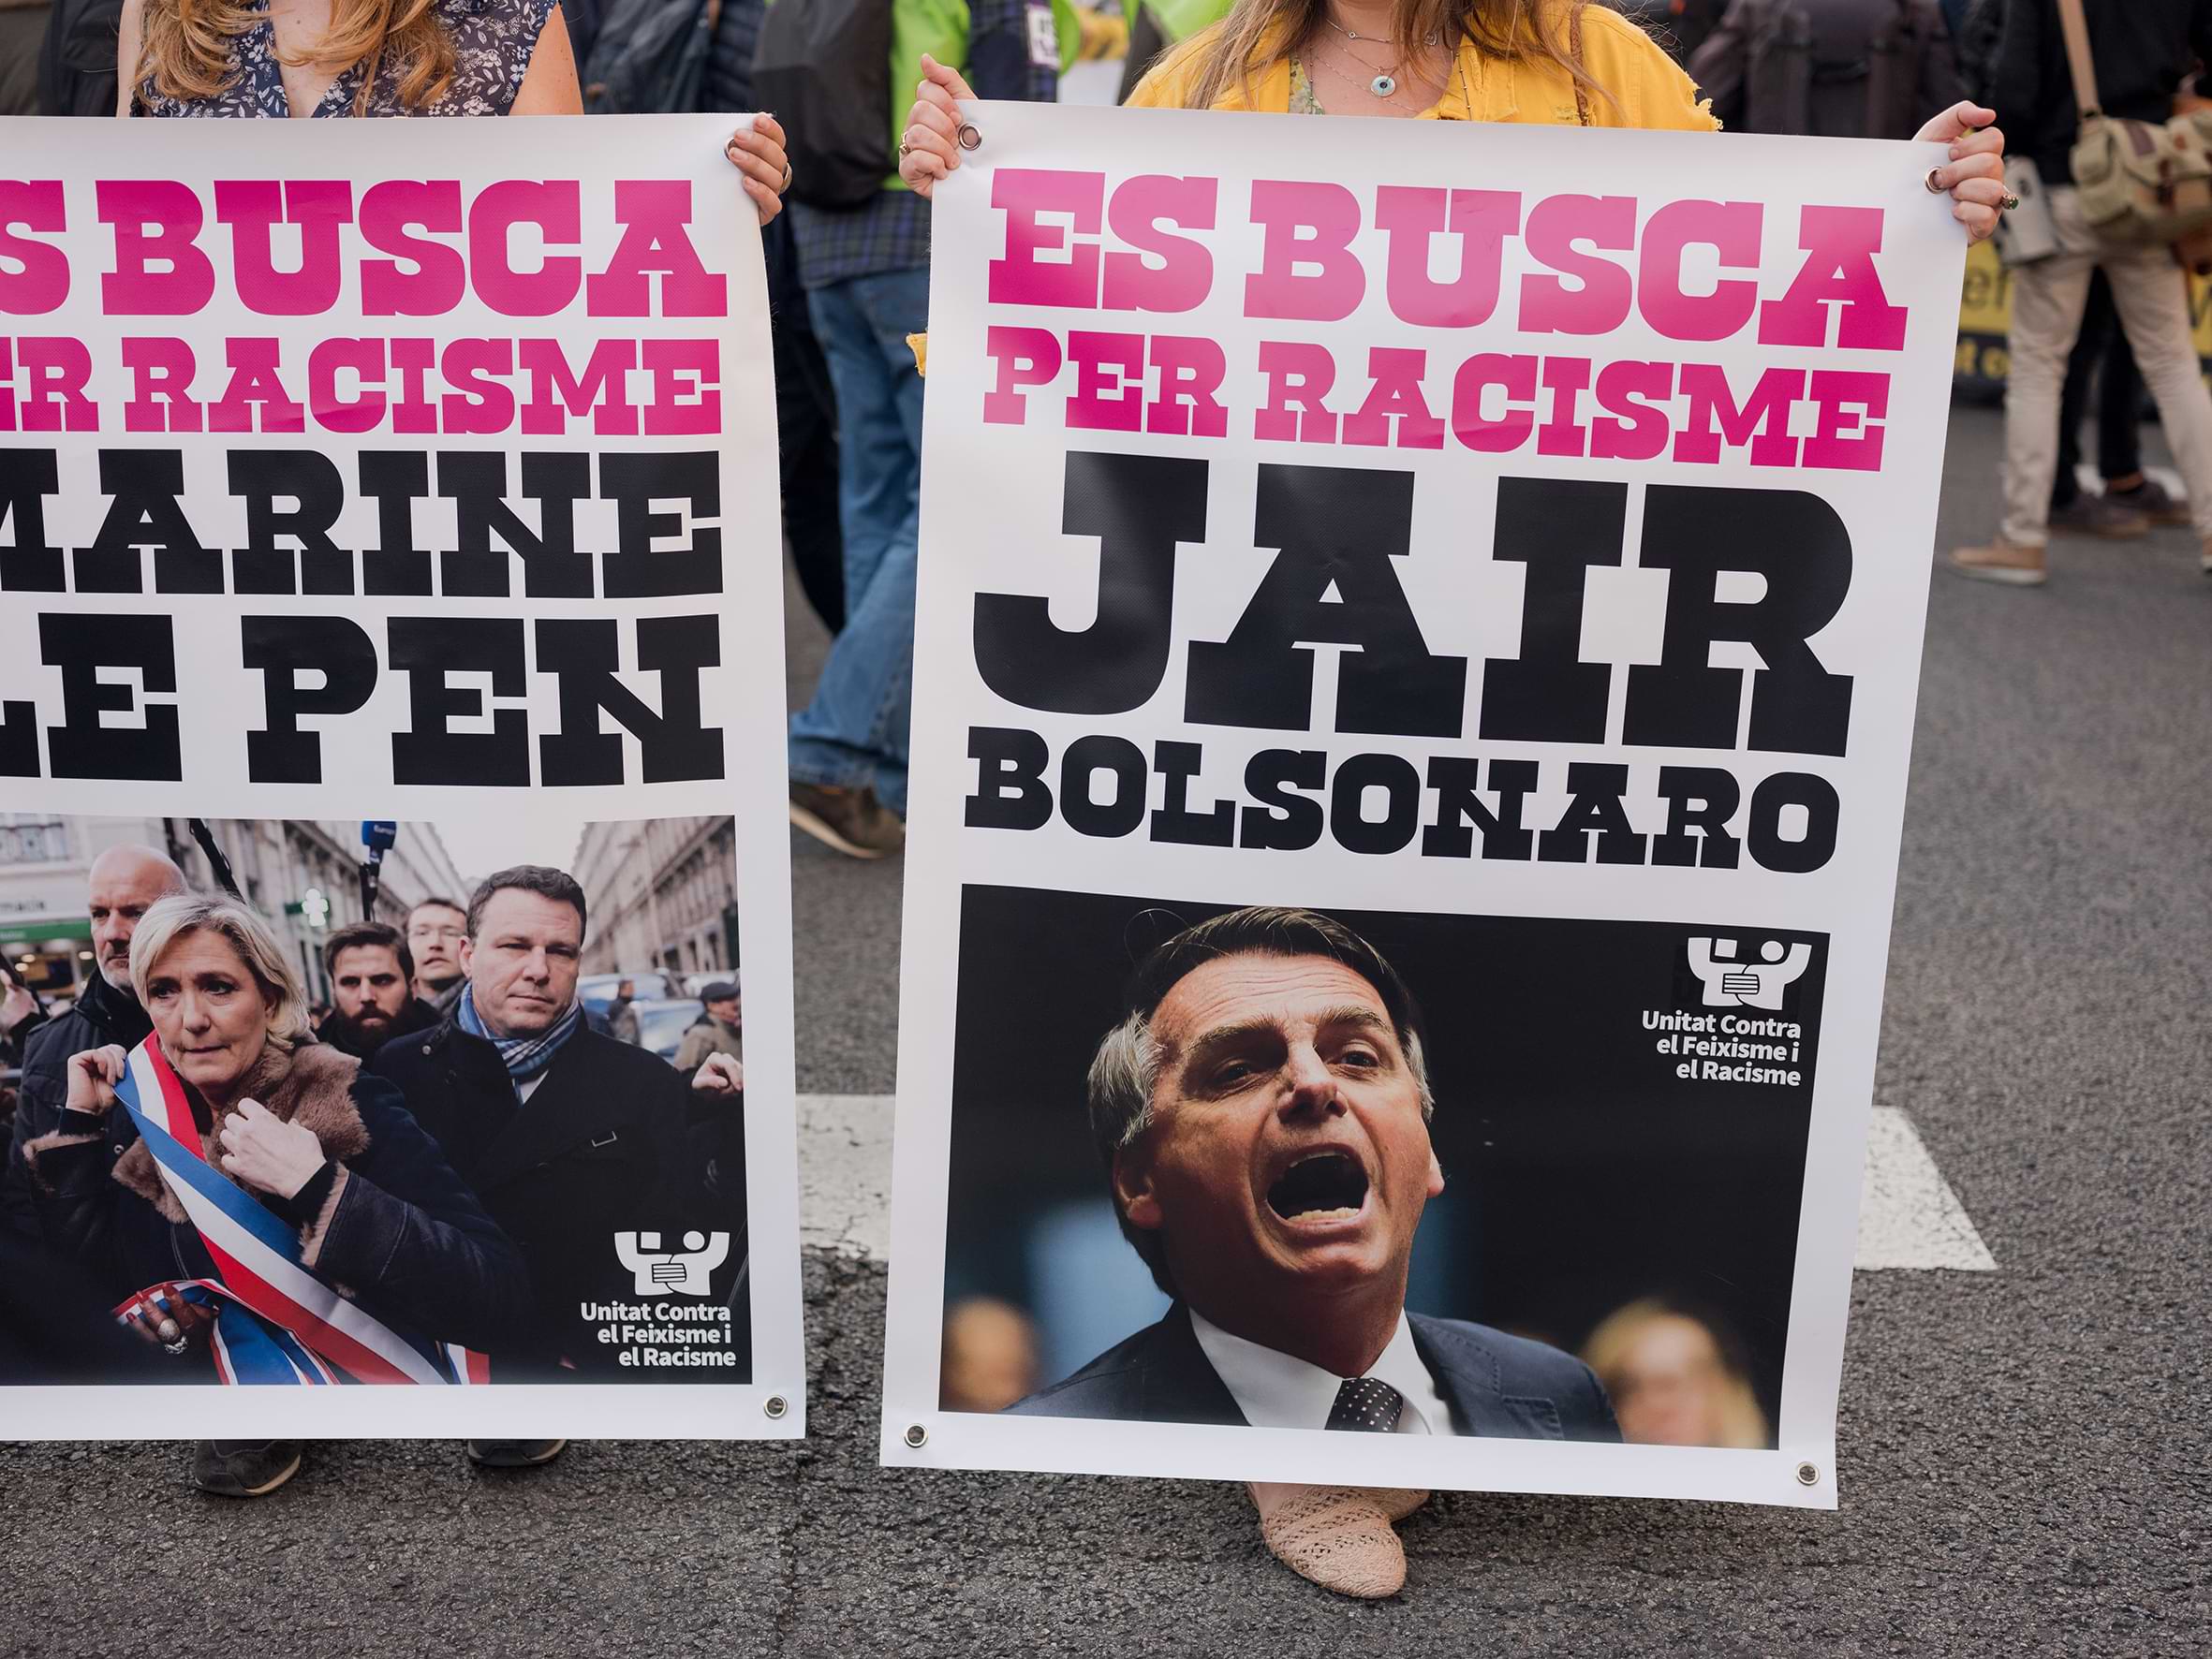 S BUSCA
ER RACISME
MARINE
LE PEN
Unitat Contra
el Feixisme i
el Racisme
ES BUSCA
PER RACISME
JAIR
BOLSONARO
Unitat Contra
el Feixisme i
el Racisme